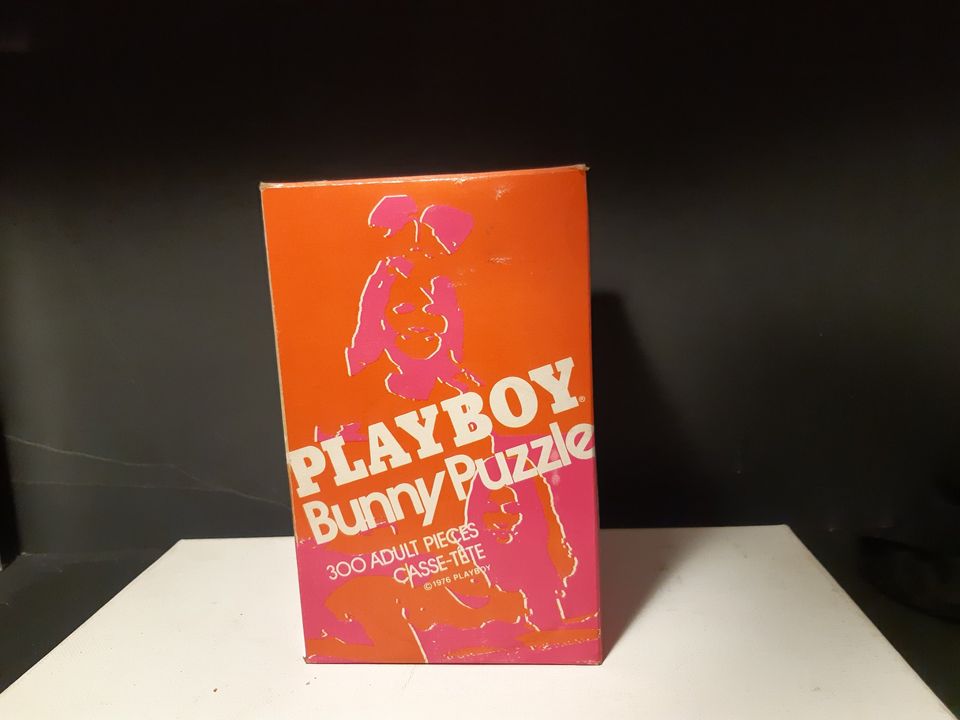 PLAYBOY®
Bunny Puzzle
300 ADULT PIECES
CASSE-TÊTE
©1976 PLAYBOY